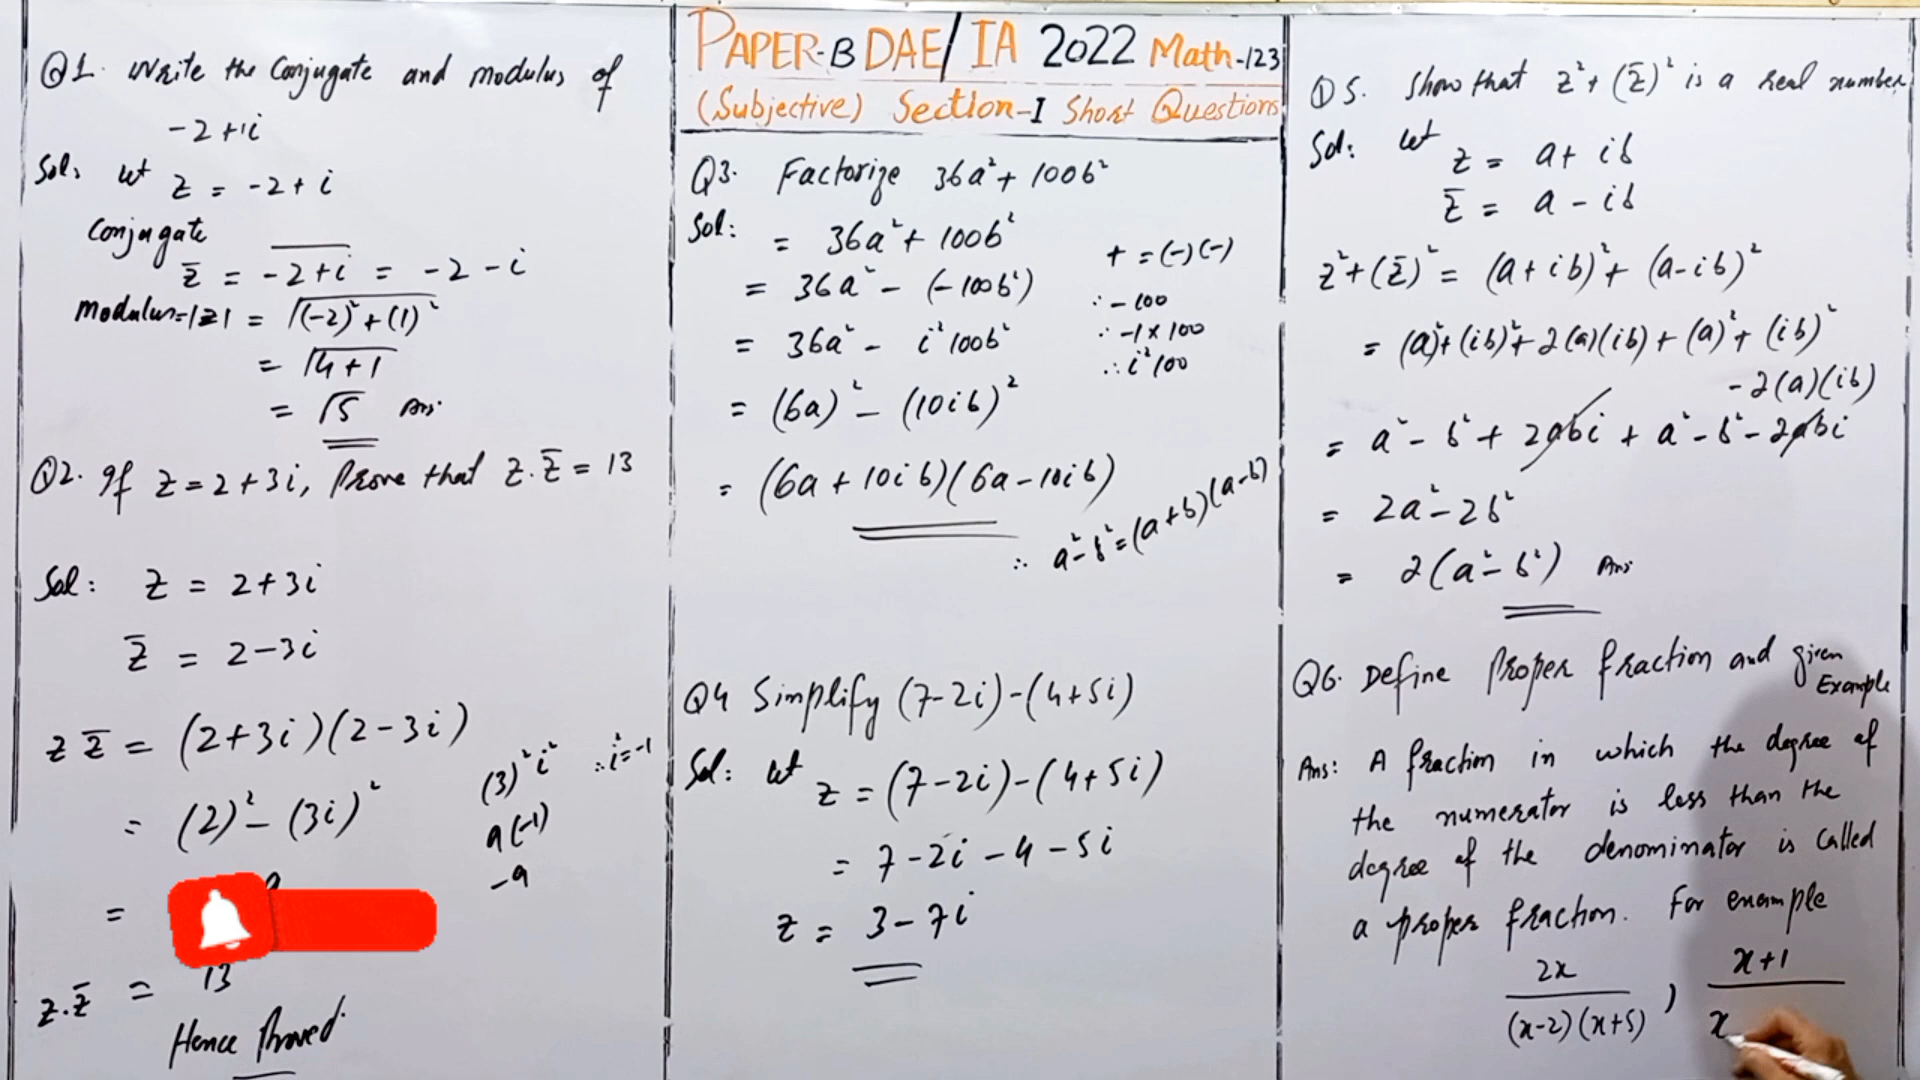 PAPER-B DAE/IA 2022 Math-123
(Subjective) Section-I Short Questions
Q1. Write the Conjugate and modulus of
-2+1i
Sol: let z = -2+i
Conjugate
z̅ = \overline{-2+i} = -2-i
Modulus=|z| = √((-2)²+(1)²)
= √(4+1)
= √5 Ans:
Q2. If z=2+3i, Prove that z.z̅=13
Sol: z = 2+3i
z̅ = 2-3i
z z̅ = (2+3i)(2-3i)
= (2)²-(3i)²
(3)²i² ∴i²=-1
9(-1)
-9
=
z.z̅ = 13
Hence Proved.
Q3. Factorize 36a²+100b²
Sol: = 36a²+100b²
+ = (-)(-)
= 36a²-(-100b²)
∴ -100
= 36a²- i²100b²
∴ -1×100
∴ i²100
= (6a)²-(10ib)²
= (6a+10ib)(6a-10ib)
∴ a²-b²=(a+b)(a-b)
Q4 Simplify (7-2i)-(4+5i)
Sol: let z = (7-2i)-(4+5i)
= 7-2i-4-5i
z = 3-7i
Q5. Show that z²+(z̅)² is a real number
Sol: let z = a+ib
z̅ = a-ib
z²+(z̅)² = (a+ib)²+(a-ib)²
= (a)²+(ib)²+2(a)(ib)+(a)²+(ib)²
-2(a)(ib)
= a²-b²+2abi+a²-b²-2abi
= 2a²-2b²
= 2(a²-b²) Ans:
Q6. Define Proper fraction and given
Example
Ans: A fraction in which the degree of
the numerator is less than the
degree of the denominator is called
a proper fraction. For example
2x/(x-2)(x+5) , x+1/x